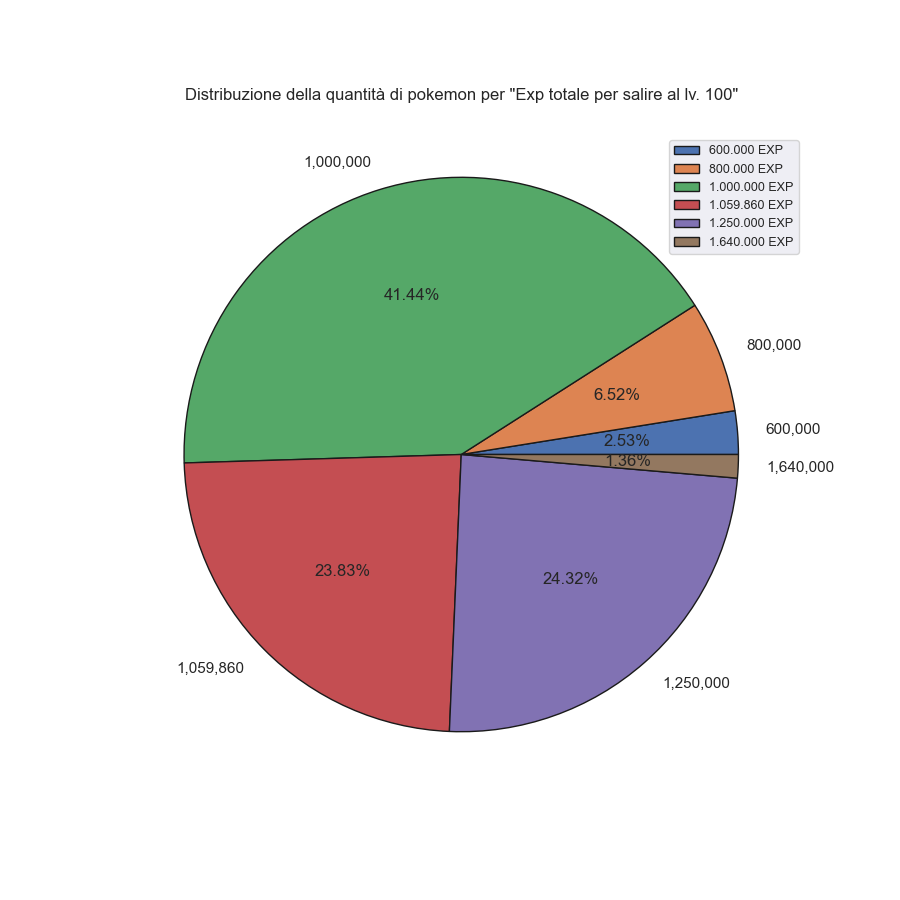 Distribuzione della quantità di pokemon per "Exp totale per salire al lv. 100"
600.000 EXP
800.000 EXP
1.000.000 EXP
1.059.860 EXP
1.250.000 EXP
1.640.000 EXP
1,000,000
41.44%
800,000
6.52%
600,000
2.53%
1.36%
1,640,000
23.83%
24.32%
1,059,860
1,250,000